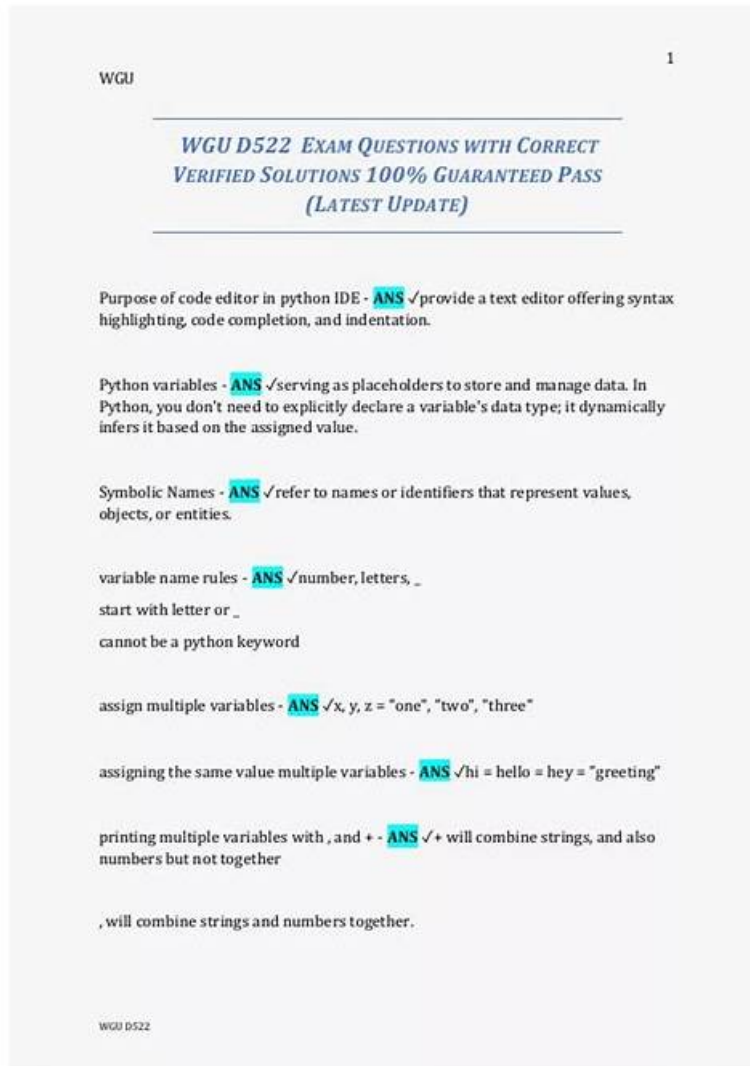 1
WGU
WGU D522 EXAM QUESTIONS WITH CORRECT
VERIFIED SOLUTIONS 100% GUARANTEED PASS
(LATEST UPDATE)
Purpose of code editor in python IDE - ANS ✓provide a text editor offering syntax
highlighting, code completion, and indentation.
Python variables - ANS ✓serving as placeholders to store and manage data. In
Python, you don't need to explicitly declare a variable's data type; it dynamically
infers it based on the assigned value.
Symbolic Names - ANS ✓refer to names or identifiers that represent values,
objects, or entities.
variable name rules - ANS ✓number, letters, _
start with letter or _
cannot be a python keyword
assign multiple variables - ANS ✓x, y, z = "one", "two", "three"
assigning the same value multiple variables - ANS ✓hi = hello = hey = "greeting"
printing multiple variables with , and + - ANS ✓+ will combine strings, and also
numbers but not together
, will combine strings and numbers together.
WGU D522